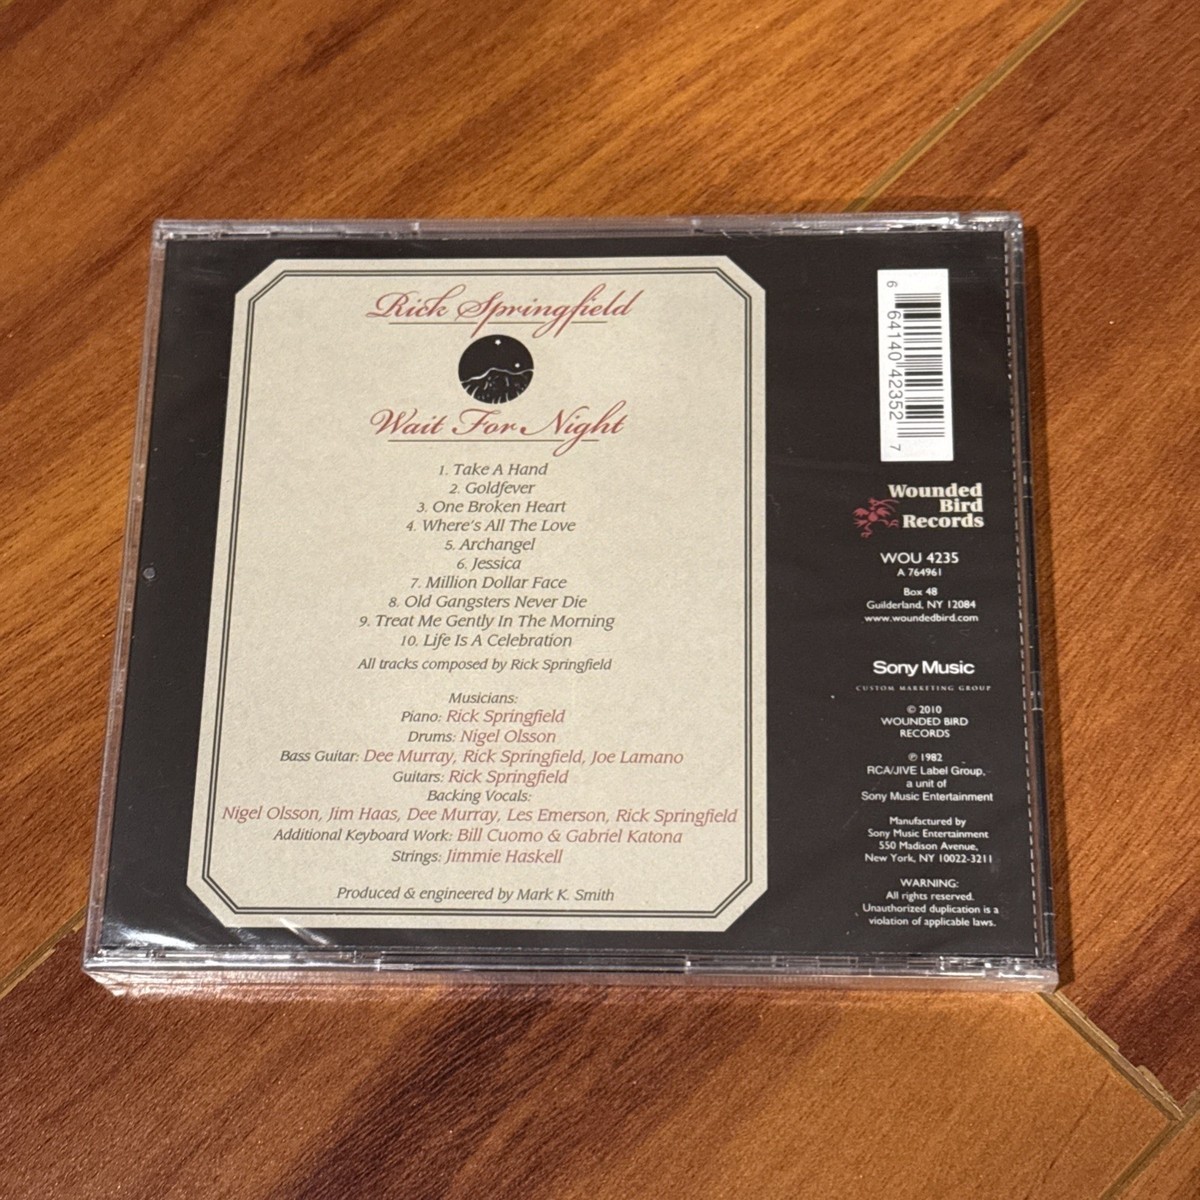 Rick Springfield
Wait For Night
1. Take A Hand
2. Goldfever
3. One Broken Heart
4. Where's All The Love
5. Archangel
6. Jessica
7. Million Dollar Face
8. Old Gangsters Never Die
9. Treat Me Gently In The Morning
10. Life Is A Celebration
All tracks composed by Rick Springfield
Musicians:
Piano: Rick Springfield
Drums: Nigel Olsson
Bass Guitar: Dee Murray, Rick Springfield, Joe Lamano
Guitars: Rick Springfield
Backing Vocals:
Nigel Olsson, Jim Haas, Dee Murray, Les Emerson, Rick Springfield
Additional Keyboard Work: Bill Cuomo & Gabriel Katona
Strings: Jimmie Haskell
Produced & engineered by Mark K. Smith
6 64140 42352 7
Wounded
Bird
Records
WOU 4235
A 764961
Box 48
Guilderland, NY 12084
www.woundedbird.com
Sony Music
CUSTOM MARKETING GROUP
© 2010
WOUNDED BIRD
RECORDS
℗ 1982
RCA/JIVE Label Group,
a unit of
Sony Music Entertainment
Manufactured by
Sony Music Entertainment
550 Madison Avenue,
New York, NY 10022-3211
WARNING:
All rights reserved.
Unauthorized duplication is a
violation of applicable laws.